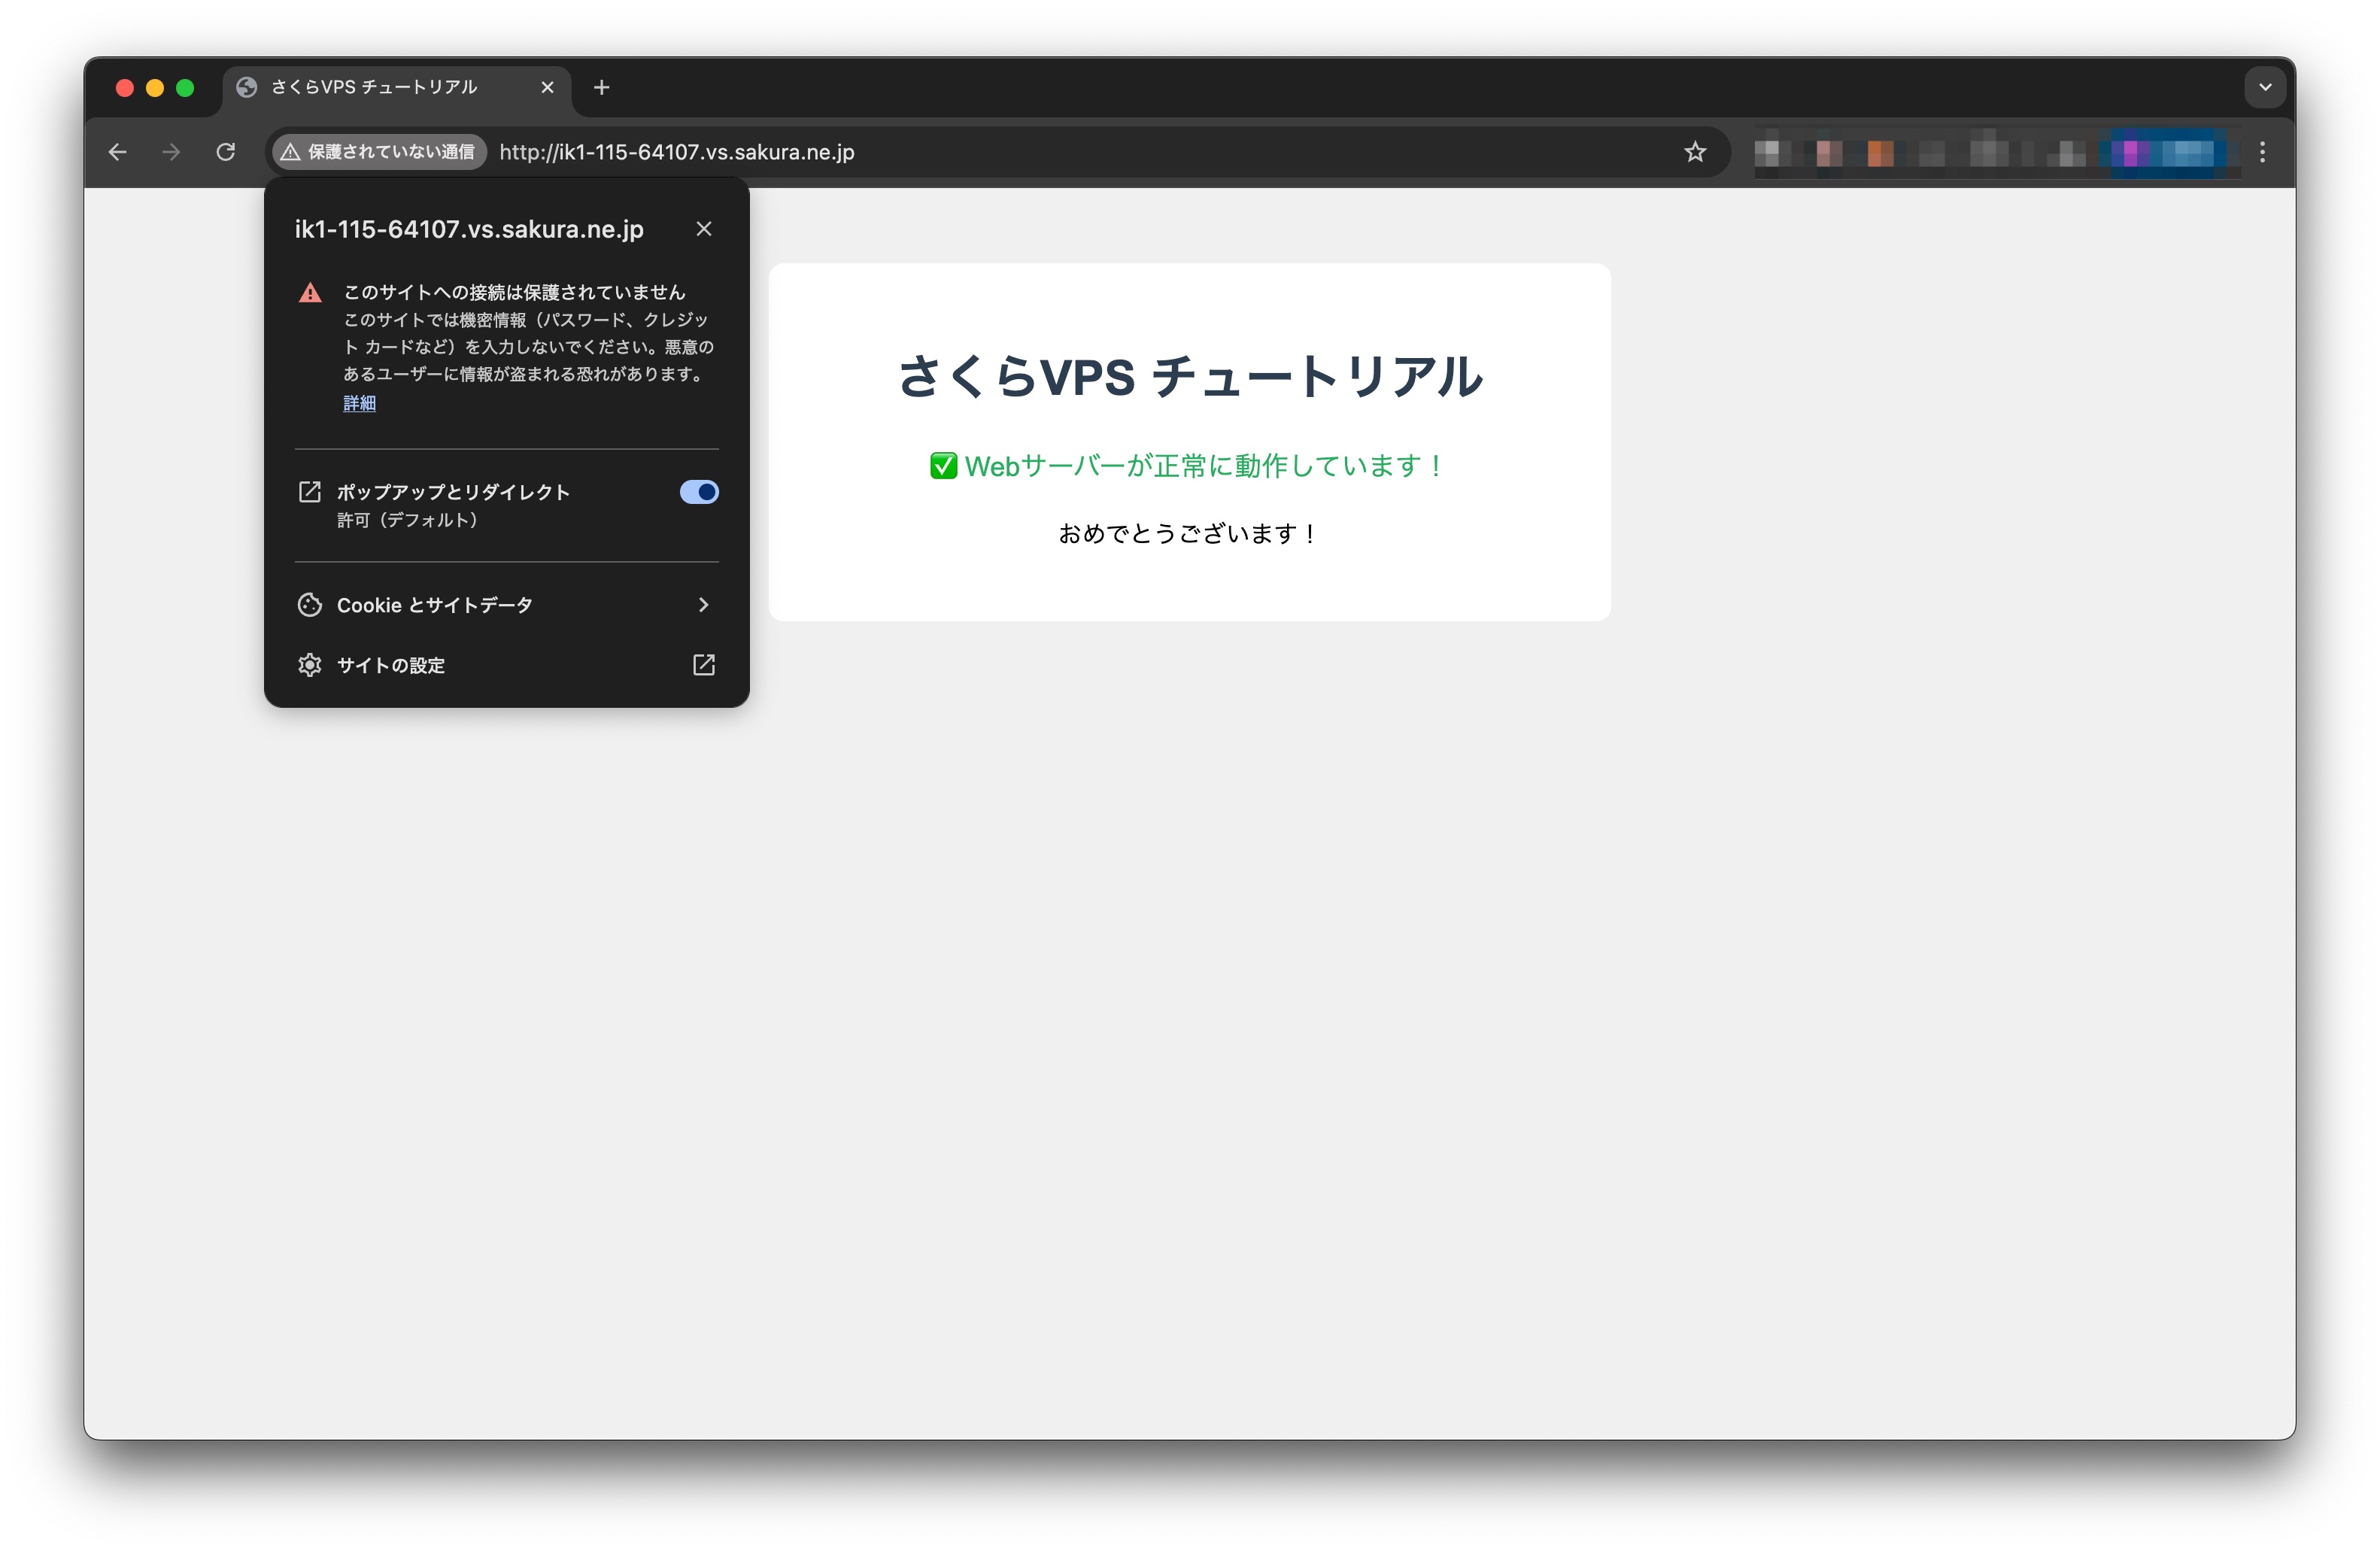 さくらVPS チュートリアル
保護されていない通信 http://ik1-115-64107.vs.sakura.ne.jp
ik1-115-64107.vs.sakura.ne.jp
このサイトへの接続は保護されていません
このサイトでは機密情報（パスワード、クレジッ
ト カードなど）を入力しないでください。悪意の
あるユーザーに情報が盗まれる恐れがあります。
詳細
ポップアップとリダイレクト
許可（デフォルト）
Cookie とサイトデータ
サイトの設定
さくらVPS チュートリアル
✅ Webサーバーが正常に動作しています！
おめでとうございます！